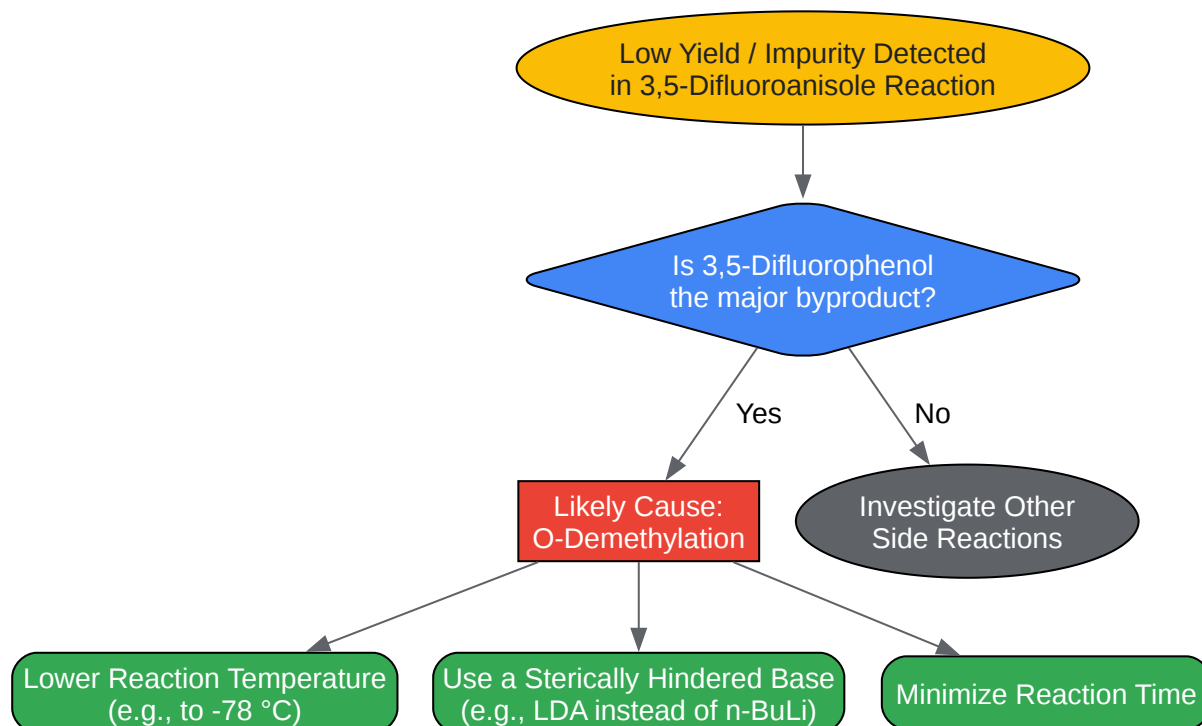 Low Yield / Impurity Detected
in 3,5-Difluoroanisole Reaction
Is 3,5-Difluorophenol
the major byproduct?
Yes
No
Likely Cause:
O-Demethylation
Investigate Other
Side Reactions
Lower Reaction Temperature
(e.g., to -78 °C)
Use a Sterically Hindered Base
(e.g., LDA instead of n-BuLi)
Minimize Reaction Time